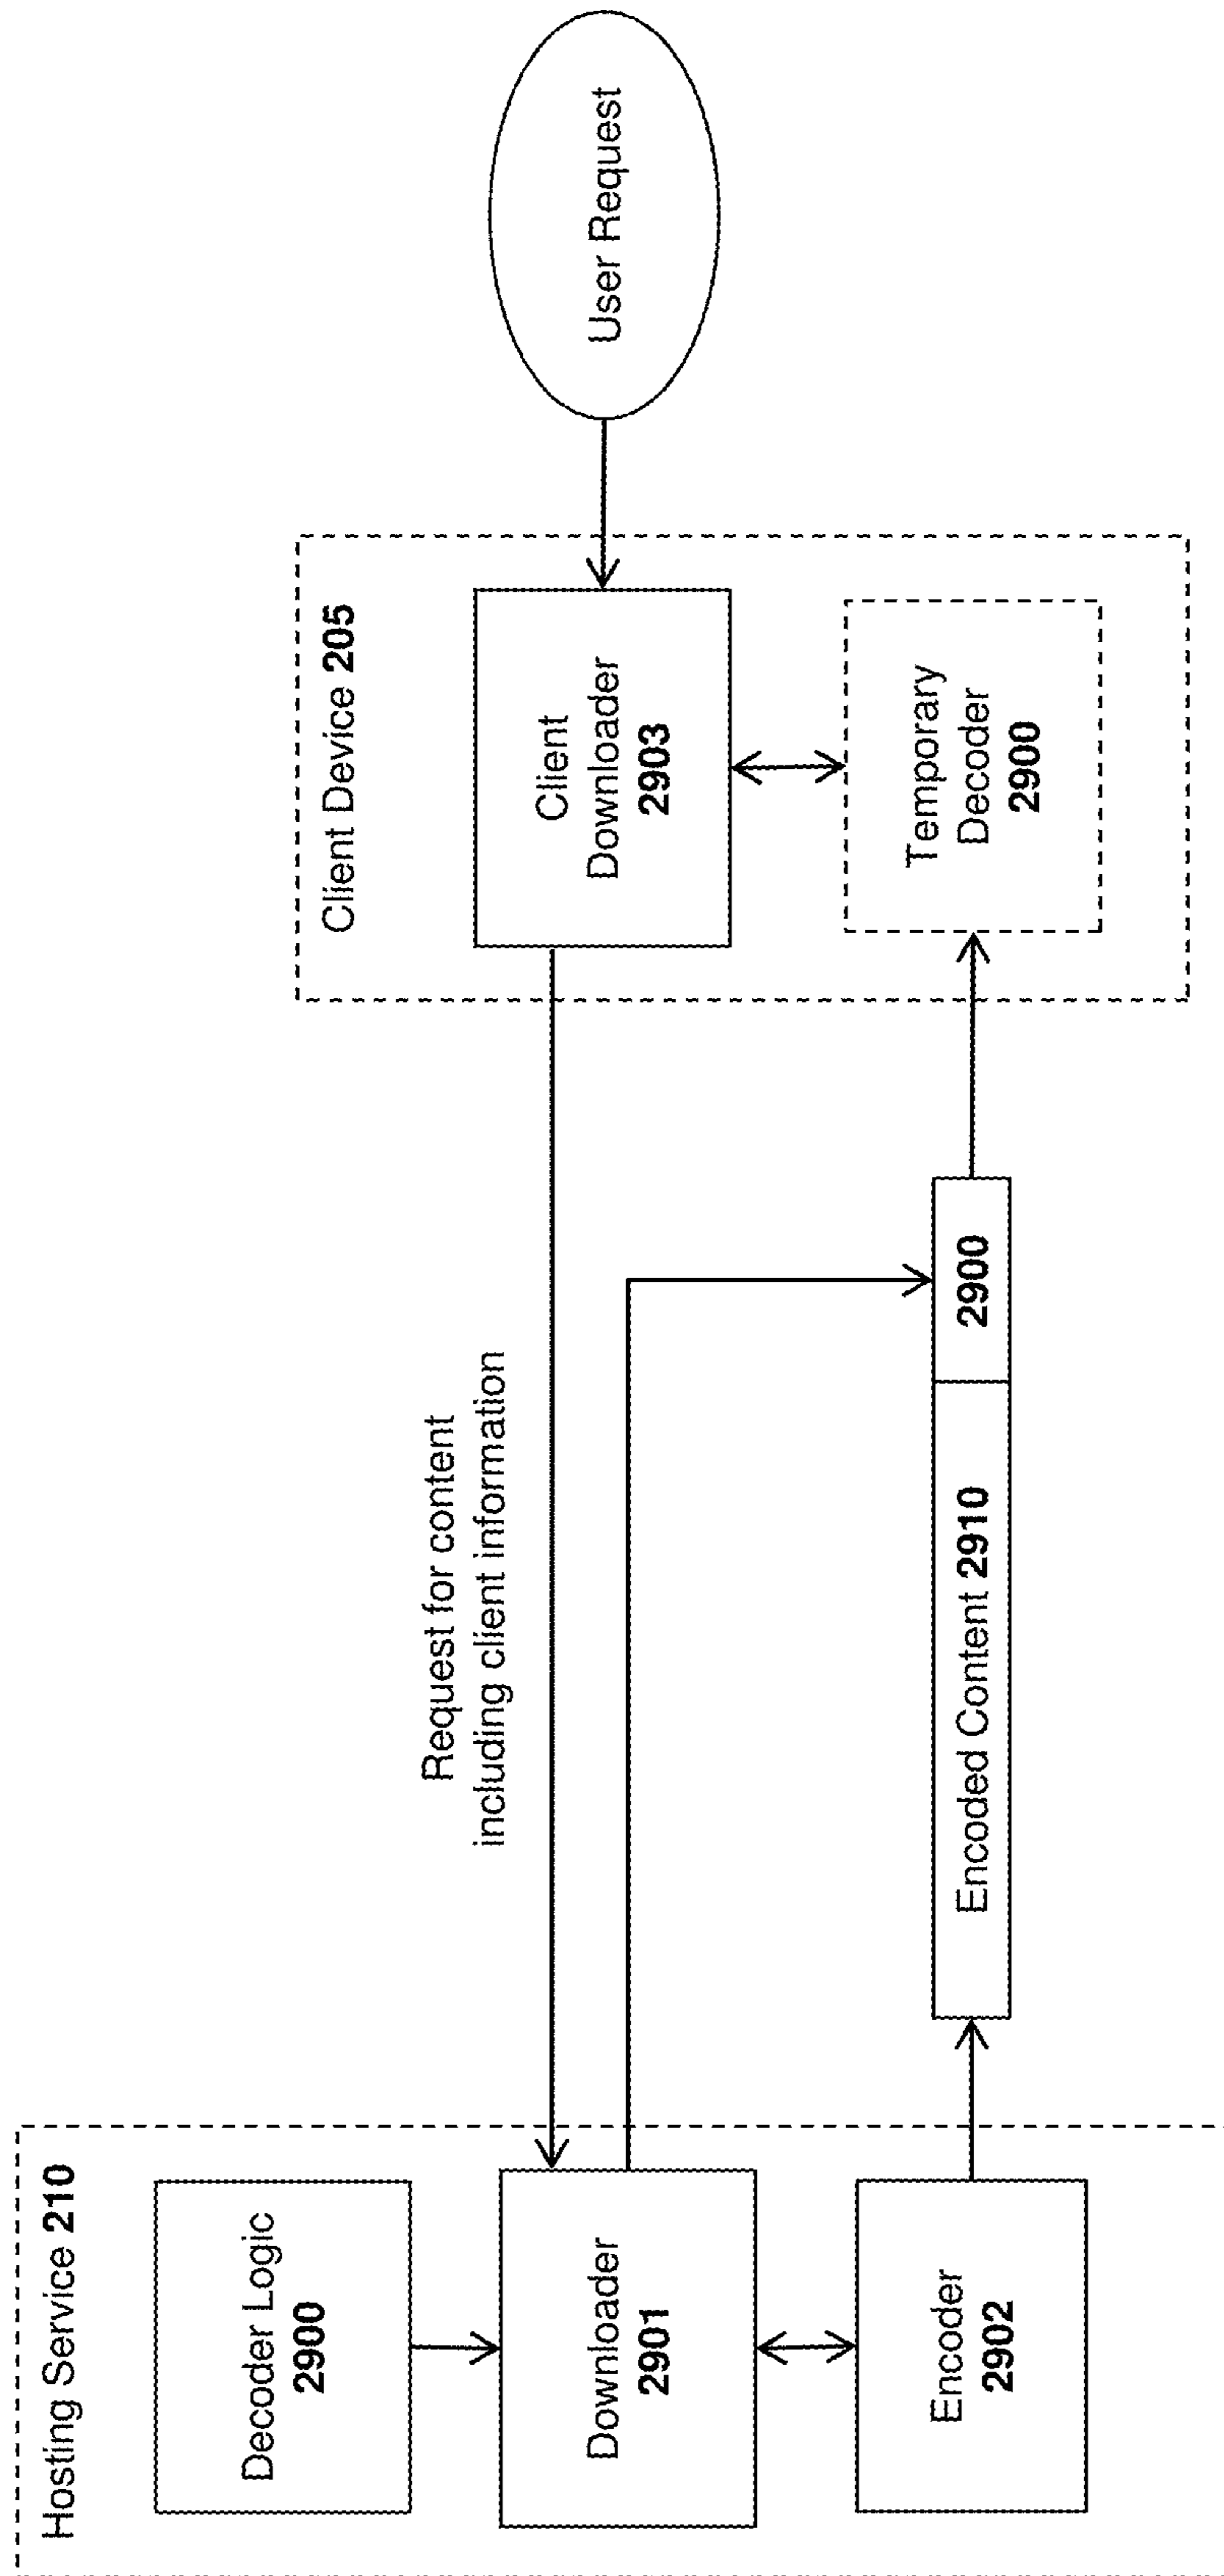 Hosting Service 210
Decoder Logic
2900
Downloader
2901
Encoder
2902
Request for content
including client information
Encoded Content 2910
2900
Client Device 205
Client
Downloader
2903
Temporary
Decoder
2900
User Request